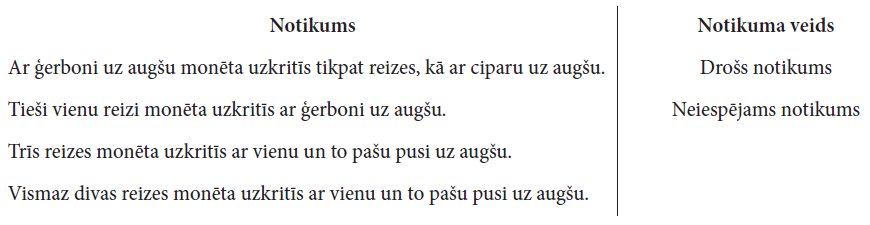 Notikums Notikuma veids
Ar ģerboni uz augšu monēta uzkritīs tikpat reizes, kā ar ciparu uz augšu. Drošs notikums
Tieši vienu reizi monēta uzkritīs ar ģerboni uz augšu. Neiespējams notikums
Trīs reizes monēta uzkritīs ar vienu un to pašu pusi uz augšu.
Vismaz divas reizes monēta uzkritīs ar vienu un to pašu pusi uz augšu.